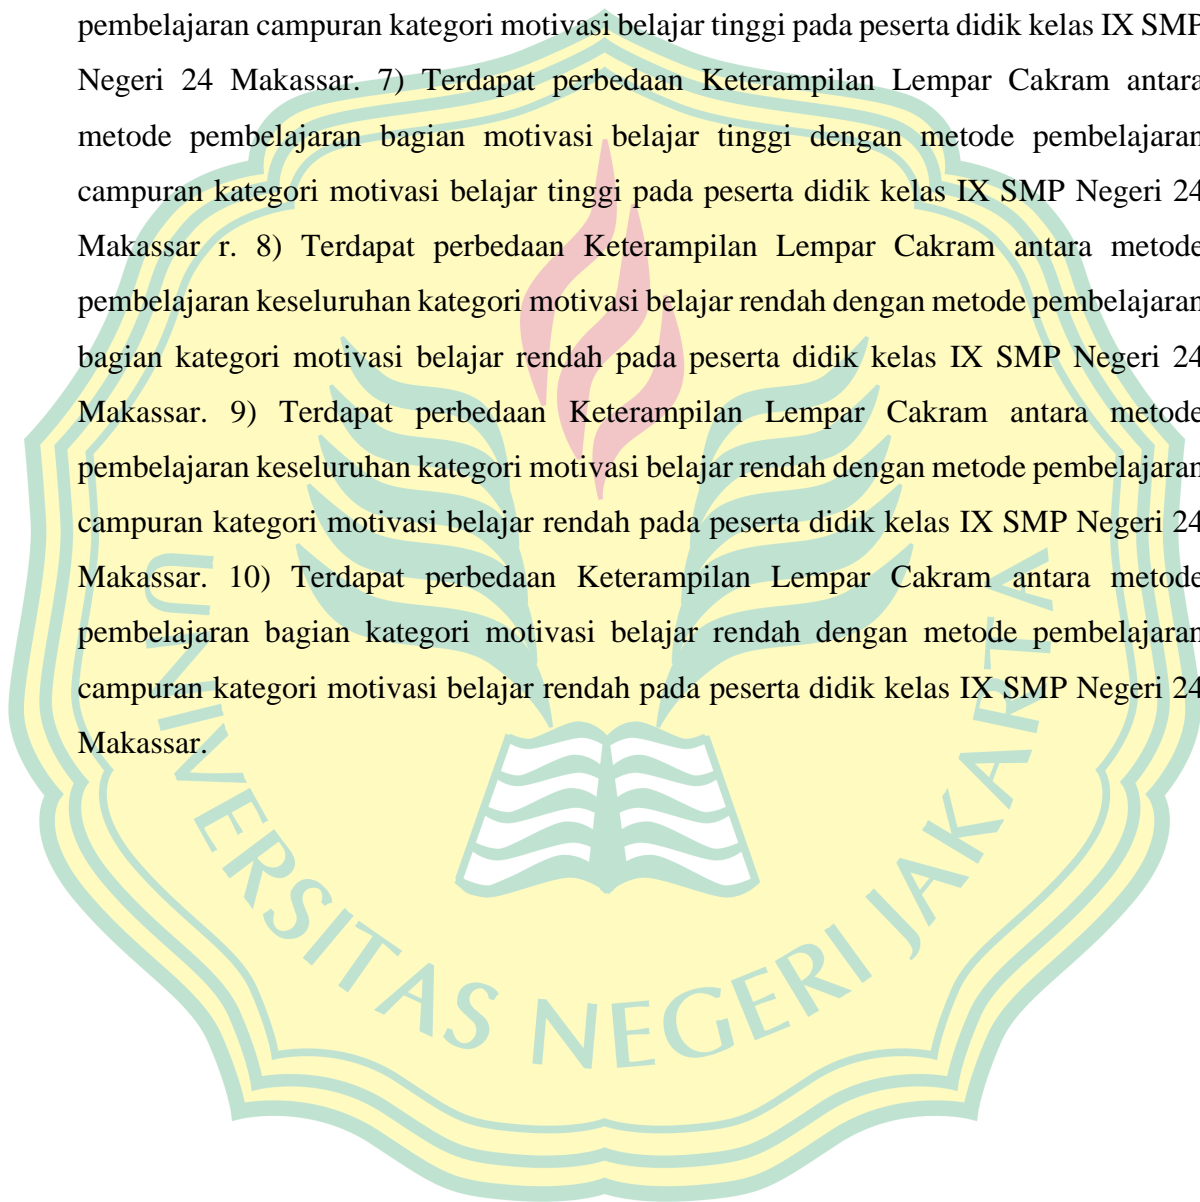 pembelajaran campuran kategori motivasi belajar tinggi pada peserta didik kelas IX SMP
Negeri 24 Makassar. 7) Terdapat perbedaan Keterampilan Lempar Cakram antara
metode pembelajaran bagian motivasi belajar tinggi dengan metode pembelajaran
campuran kategori motivasi belajar tinggi pada peserta didik kelas IX SMP Negeri 24
Makassar r. 8) Terdapat perbedaan Keterampilan Lempar Cakram antara metode
pembelajaran keseluruhan kategori motivasi belajar rendah dengan metode pembelajaran
bagian kategori motivasi belajar rendah pada peserta didik kelas IX SMP Negeri 24
Makassar. 9) Terdapat perbedaan Keterampilan Lempar Cakram antara metode
pembelajaran keseluruhan kategori motivasi belajar rendah dengan metode pembelajaran
campuran kategori motivasi belajar rendah pada peserta didik kelas IX SMP Negeri 24
Makassar. 10) Terdapat perbedaan Keterampilan Lempar Cakram antara metode
pembelajaran bagian kategori motivasi belajar rendah dengan metode pembelajaran
campuran kategori motivasi belajar rendah pada peserta didik kelas IX SMP Negeri 24
Makassar.
UNIVERSITAS NEGERI JAKARTA